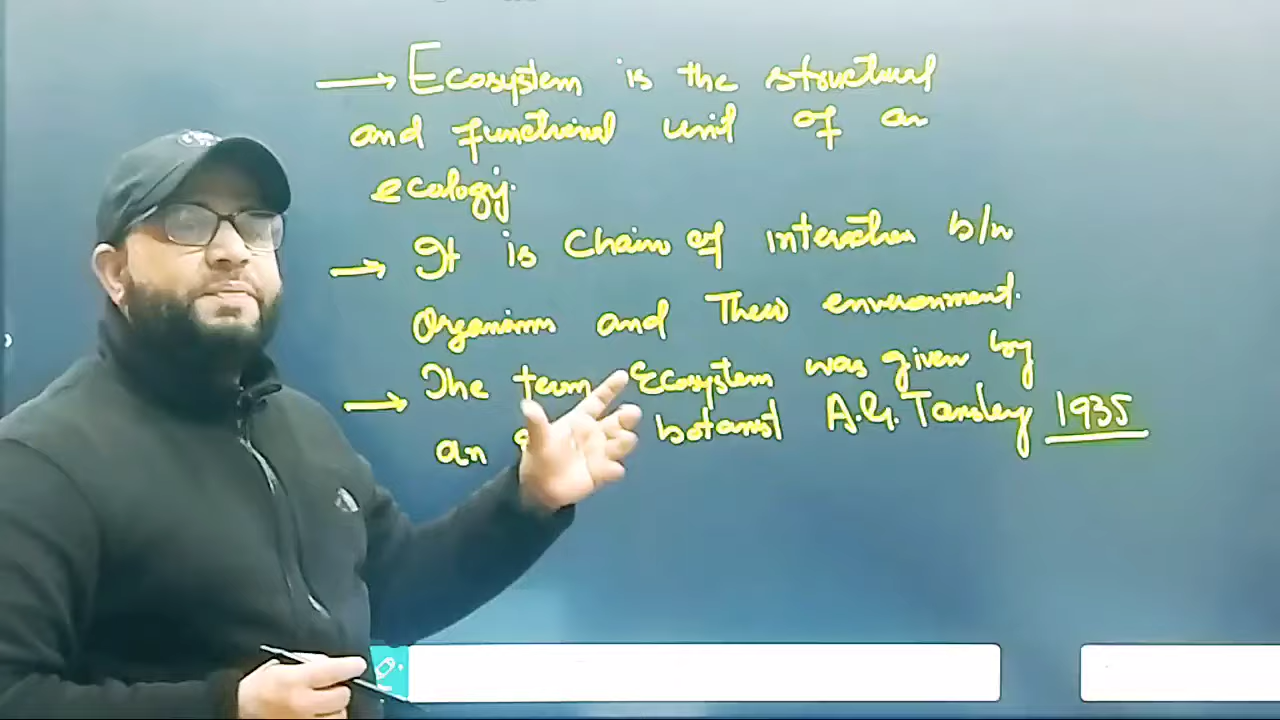 → Ecosystem is the structural
and functional unit of an
ecology.
→ It is Chain of interaction b/w
Organisms and Their environment.
→ The term Ecosystem was given by
an botanist A.G. Tansley 1935